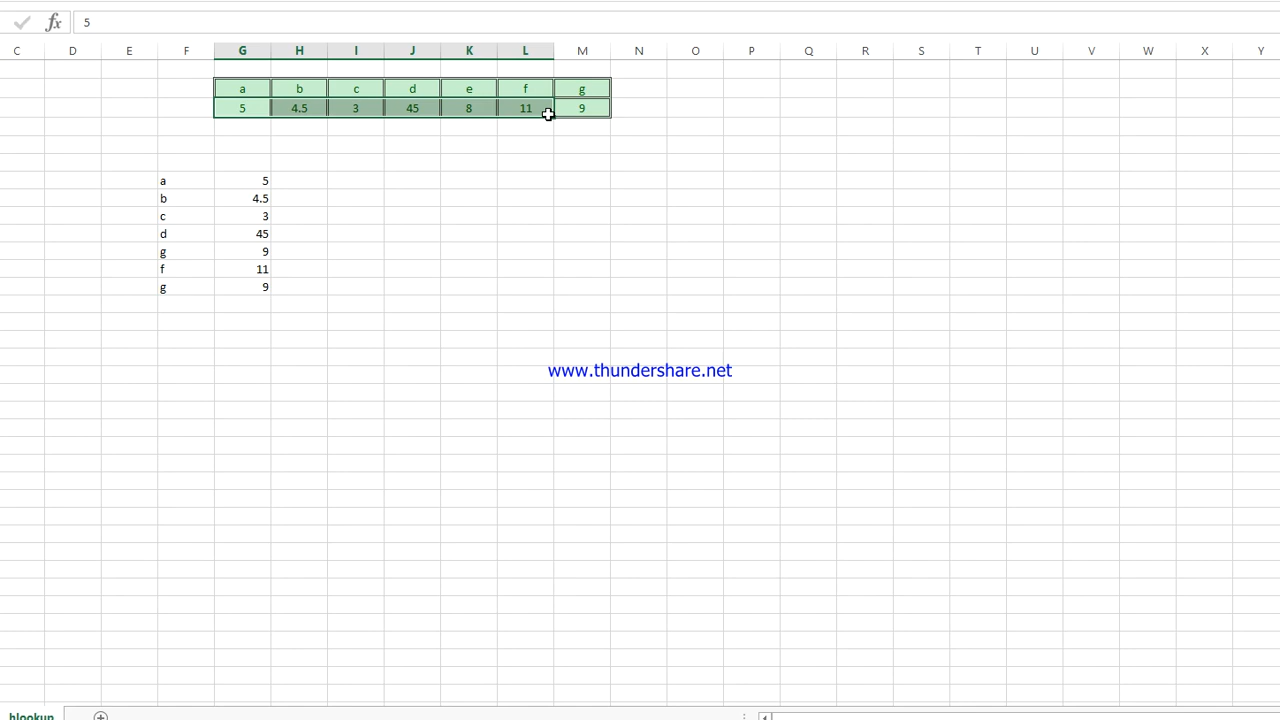 fx 5
C D E F G H I J K L M N O P Q R S T U V W X Y
a b c d e f g
5 4.5 3 45 8 11 9
a 5
b 4.5
c 3
d 45
g 9
f 11
g 9
www.thundershare.net
hlookup